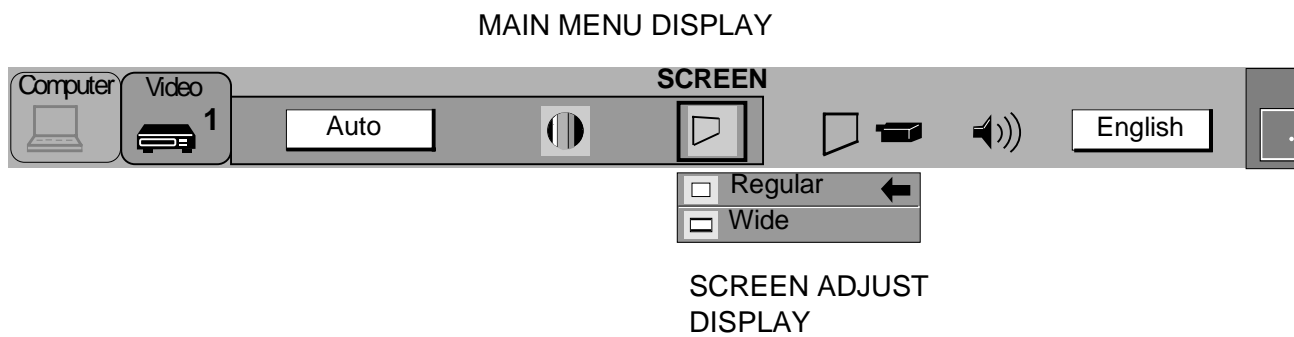 MAIN MENU DISPLAY
Computer
Video
1
Auto
SCREEN
English
Regular
Wide
SCREEN ADJUST
DISPLAY